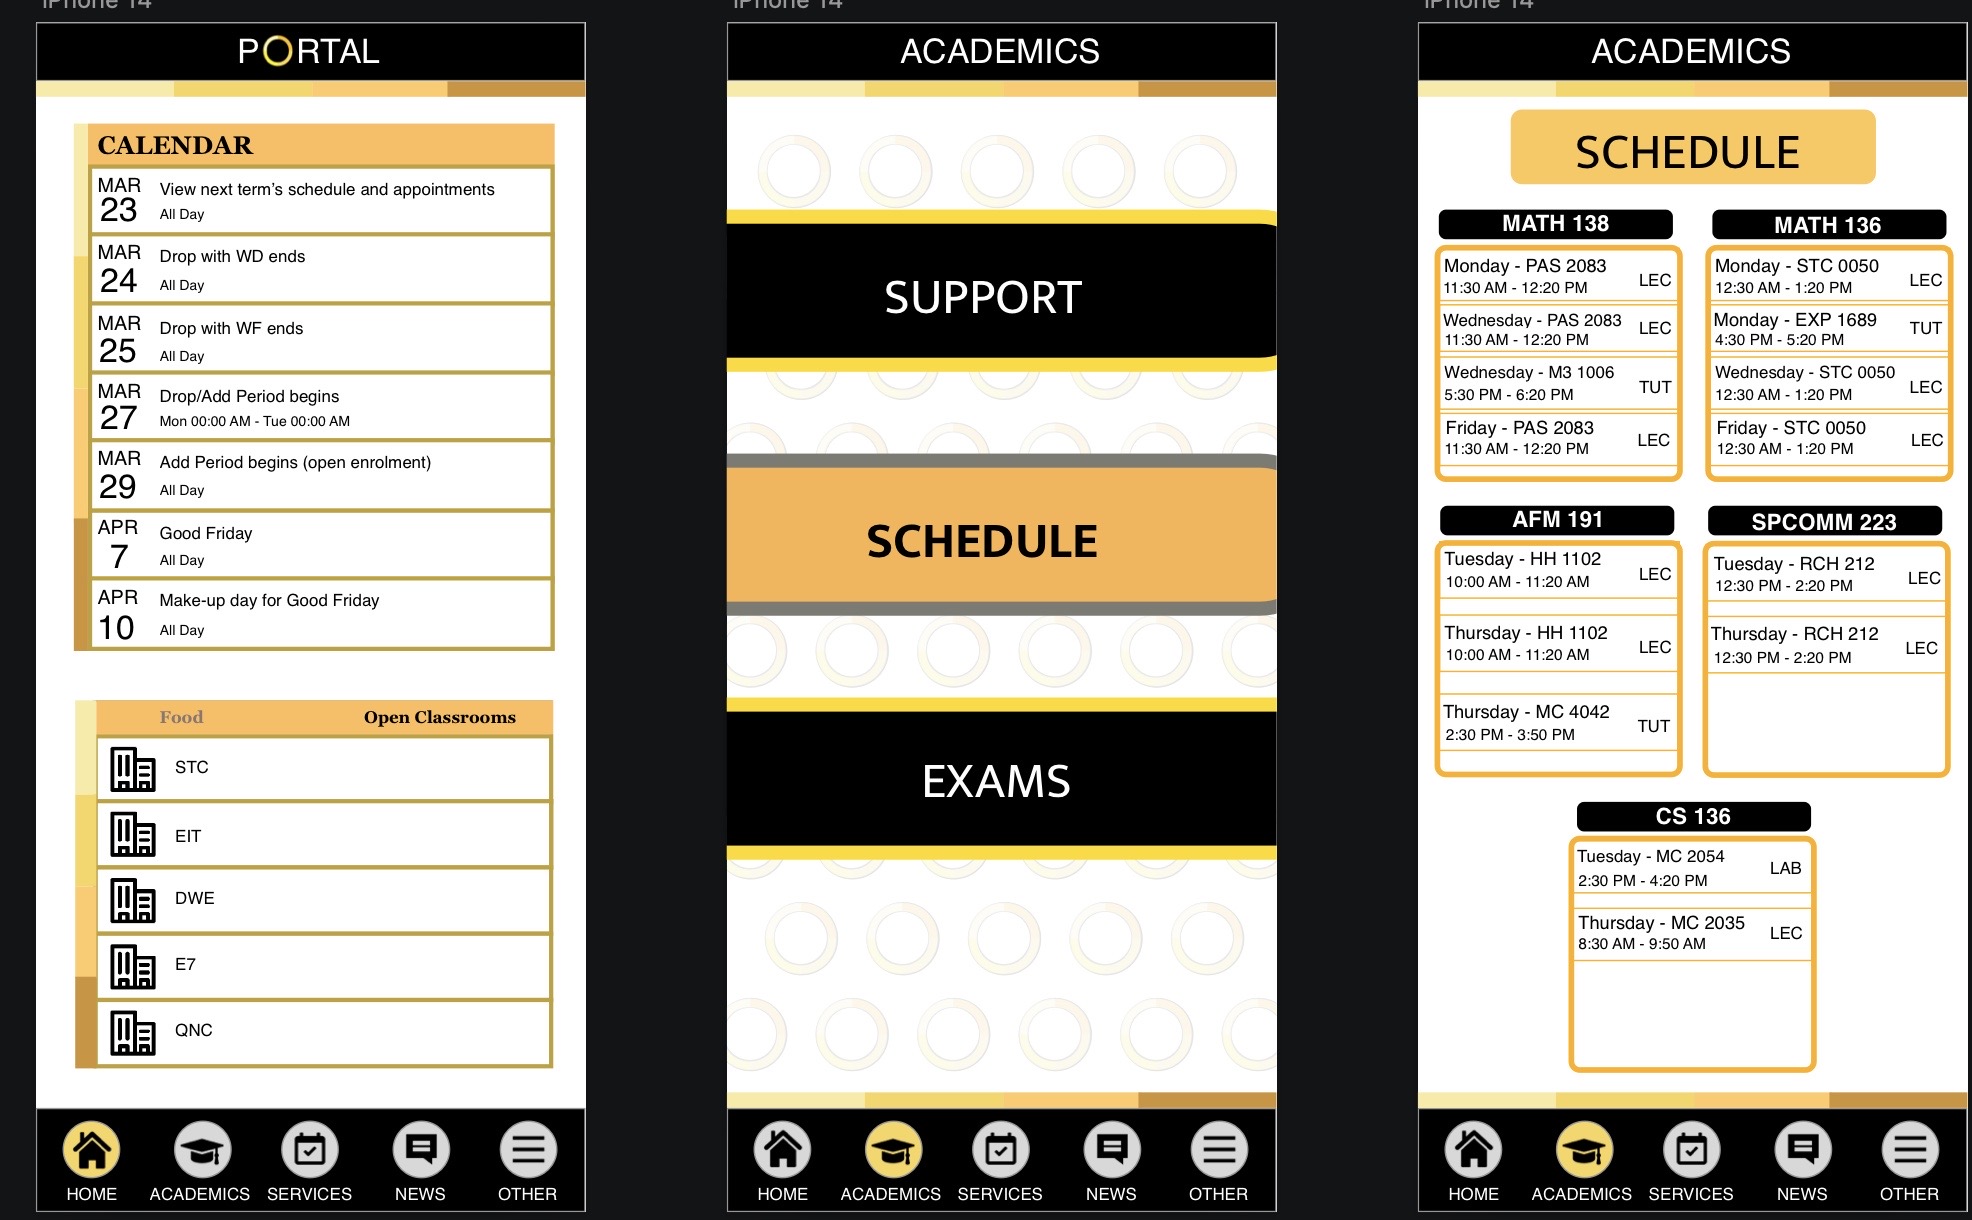 iPhone 14
PORTAL
CALENDAR
MAR
23
View next term's schedule and appointments
All Day
MAR
24
Drop with WD ends
All Day
MAR
25
Drop with WF ends
All Day
MAR
27
Drop/Add Period begins
Mon 00:00 AM - Tue 00:00 AM
MAR
29
Add Period begins (open enrolment)
All Day
APR
7
Good Friday
All Day
APR
10
Make-up day for Good Friday
All Day
Food Open Classrooms
STC
EIT
DWE
E7
QNC
HOME ACADEMICS SERVICES NEWS OTHER
iPhone 14
ACADEMICS
SUPPORT
SCHEDULE
EXAMS
HOME ACADEMICS SERVICES NEWS OTHER
iPhone 14
ACADEMICS
SCHEDULE
MATH 138
Monday - PAS 2083
11:30 AM - 12:20 PM
LEC
Wednesday - PAS 2083
11:30 AM - 12:20 PM
LEC
Wednesday - M3 1006
5:30 PM - 6:20 PM
TUT
Friday - PAS 2083
11:30 AM - 12:20 PM
LEC
MATH 136
Monday - STC 0050
12:30 AM - 1:20 PM
LEC
Monday - EXP 1689
4:30 PM - 5:20 PM
TUT
Wednesday - STC 0050
12:30 AM - 1:20 PM
LEC
Friday - STC 0050
12:30 AM - 1:20 PM
LEC
AFM 191
Tuesday - HH 1102
10:00 AM - 11:20 AM
LEC
Thursday - HH 1102
10:00 AM - 11:20 AM
LEC
Thursday - MC 4042
2:30 PM - 3:50 PM
TUT
SPCOMM 223
Tuesday - RCH 212
12:30 PM - 2:20 PM
LEC
Thursday - RCH 212
12:30 PM - 2:20 PM
LEC
CS 136
Tuesday - MC 2054
2:30 PM - 4:20 PM
LAB
Thursday - MC 2035
8:30 AM - 9:50 AM
LEC
HOME ACADEMICS SERVICES NEWS OTHER